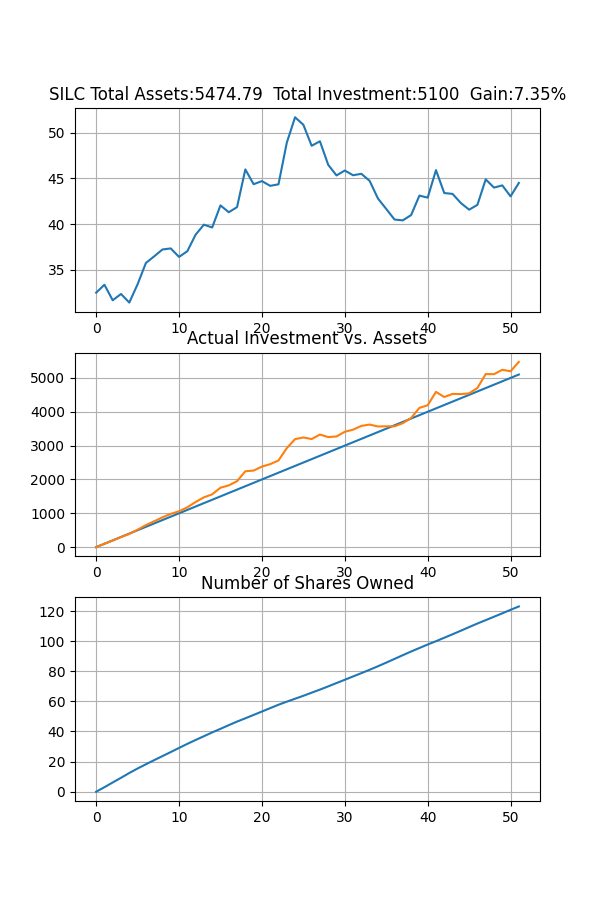 SILC Total Assets:5474.79  Total Investment:5100  Gain:7.35%
50
45
40
35
0 10 20 30 40 50
Actual Investment vs. Assets
5000
4000
3000
2000
1000
0
0 10 20 30 40 50
Number of Shares Owned
120
100
80
60
40
20
0
0 10 20 30 40 50